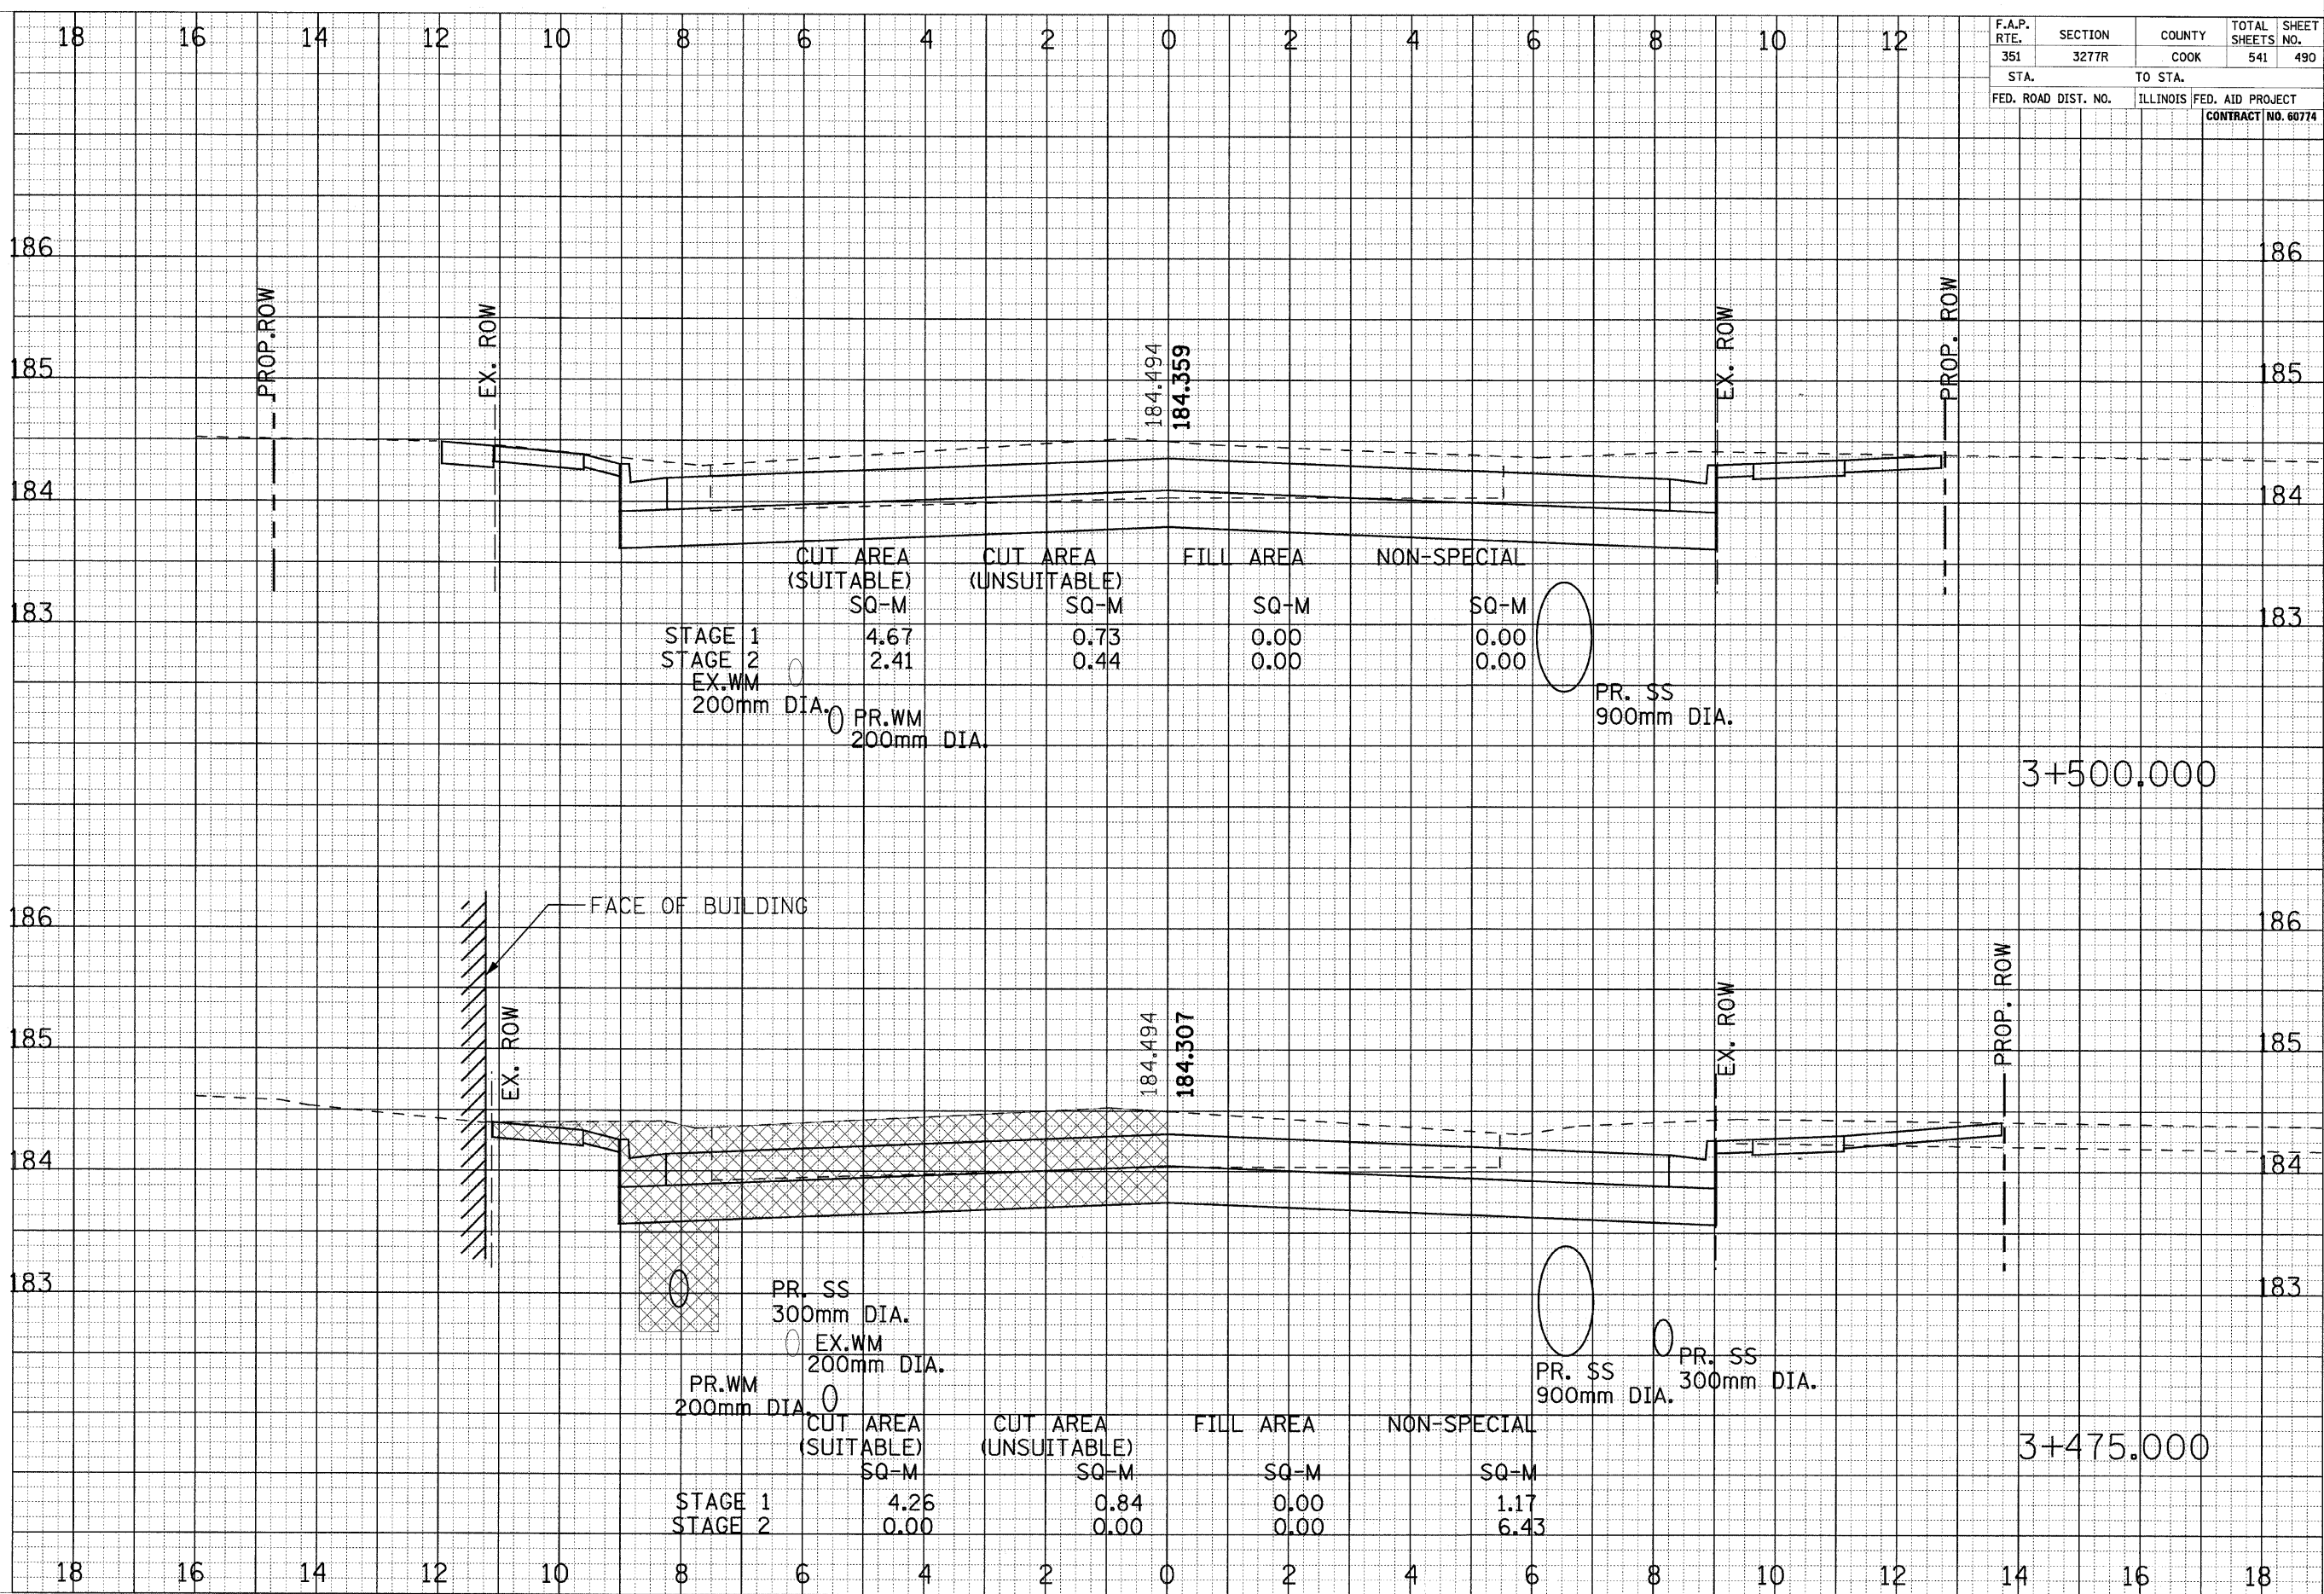 18 16 14 12 10 8 6 4 2 0 2 4 6 8 10 12
F.A.P. RTE. SECTION COUNTY TOTAL SHEETS SHEET NO.
351 3277R COOK 541 490
STA. TO STA.
FED. ROAD DIST. NO. ILLINOIS FED. AID PROJECT
CONTRACT NO. 60774
186 186
PROP.ROW
EX. ROW
184.494
184.359
EX. ROW
PROP. ROW
185 185
184 184
CUT AREA CUT AREA FILL AREA NON-SPECIAL
(SUITABLE) (UNSUITABLE)
SQ-M SQ-M SQ-M SQ-M
183 183
STAGE 1 4.67 0.73 0.00 0.00
STAGE 2 2.41 0.44 0.00 0.00
EX.WM
200mm DIA.
PR.WM
200mm DIA.
PR. SS
900mm DIA.
3+500.000
FACE OF BUILDING
186 186
EX. ROW
184.494
184.307
EX. ROW
PROP. ROW
185 185
184 184
183 183
PR. SS
300mm DIA.
EX.WM
200mm DIA.
PR.WM
200mm DIA.
PR. SS
900mm DIA.
PR. SS
300mm DIA.
CUT AREA CUT AREA FILL AREA NON-SPECIAL
(SUITABLE) (UNSUITABLE)
SQ-M SQ-M SQ-M SQ-M
3+475.000
STAGE 1 4.26 0.84 0.00 1.17
STAGE 2 0.00 0.00 0.00 6.43
18 16 14 12 10 8 6 4 2 0 2 4 6 8 10 12 14 16 18